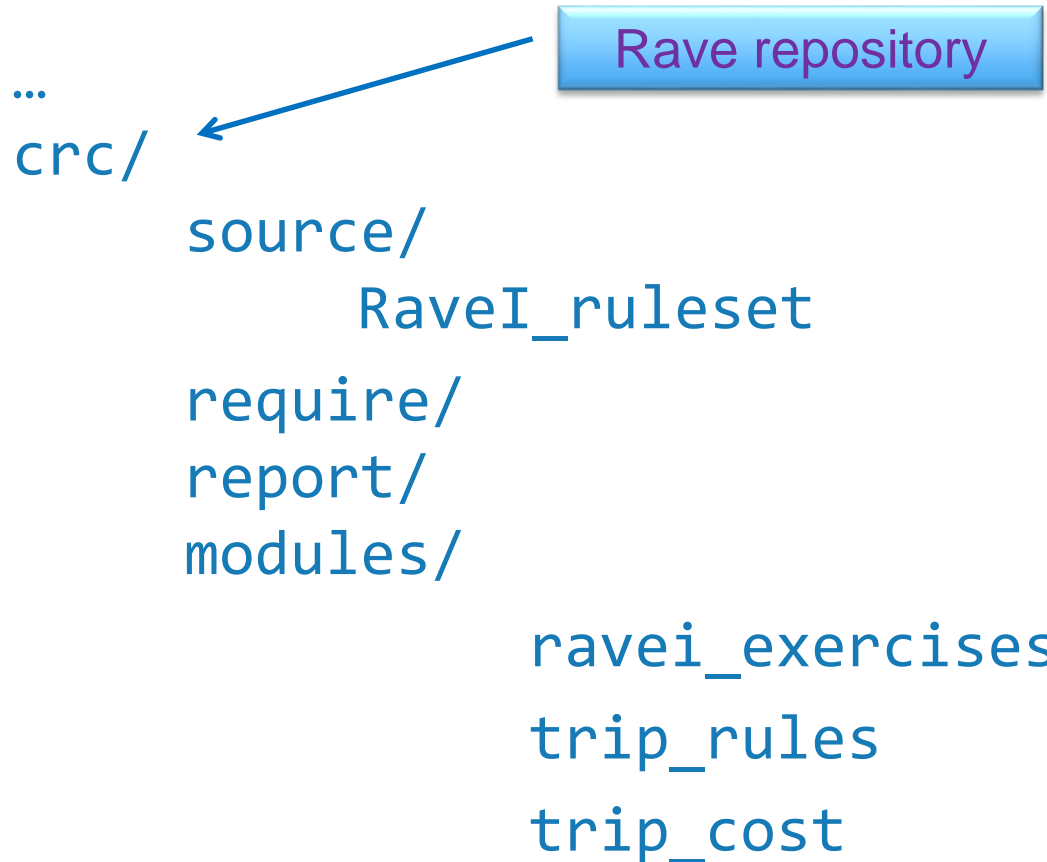 Rave repository
…
crc/
source/
RaveI_ruleset
require/
report/
modules/
ravei_exercises
trip_rules
trip_cost